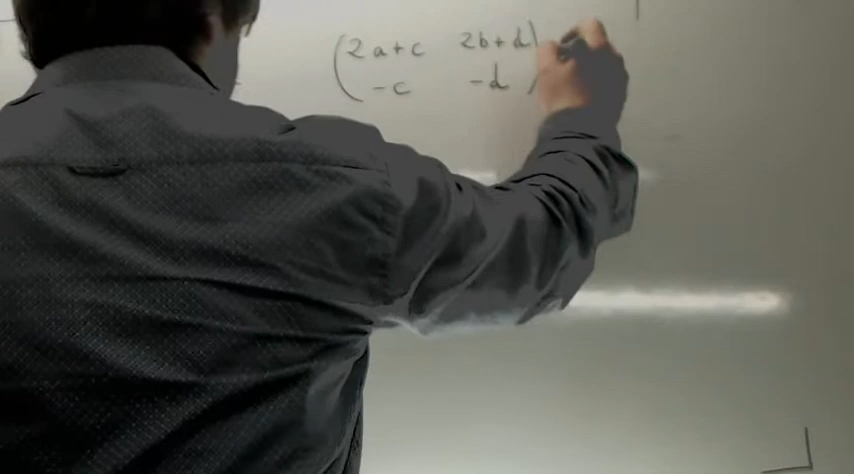 ( 2a+c 2b+d )
( -c -d )